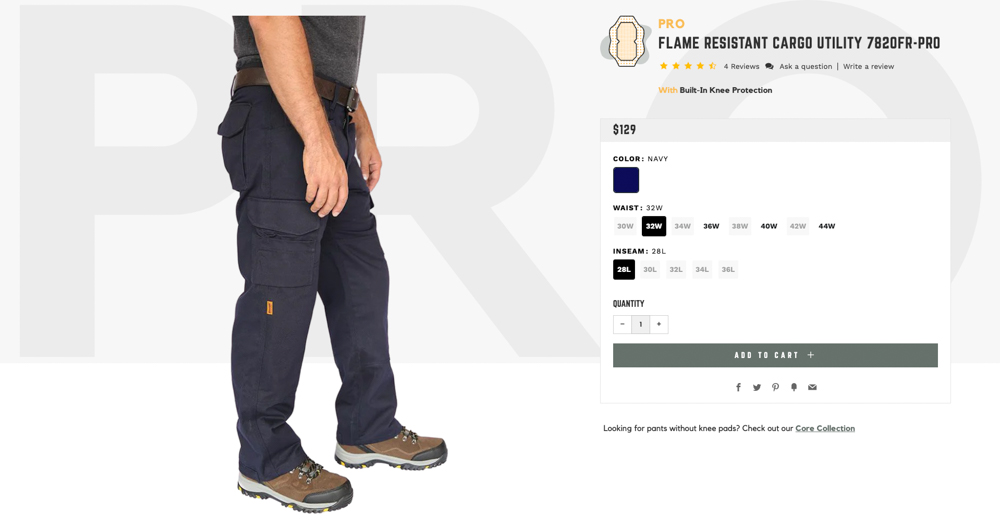 PRO
PRO
FLAME RESISTANT CARGO UTILITY 7820FR-PRO
4 Reviews Ask a question | Write a review
With Built-In Knee Protection
$129
COLOR: NAVY
WAIST: 32W
30W 32W 34W 36W 38W 40W 42W 44W
INSEAM: 28L
28L 30L 32L 34L 36L
QUANTITY
− 1 +
ADD TO CART +
Looking for pants without knee pads? Check out our Core Collection